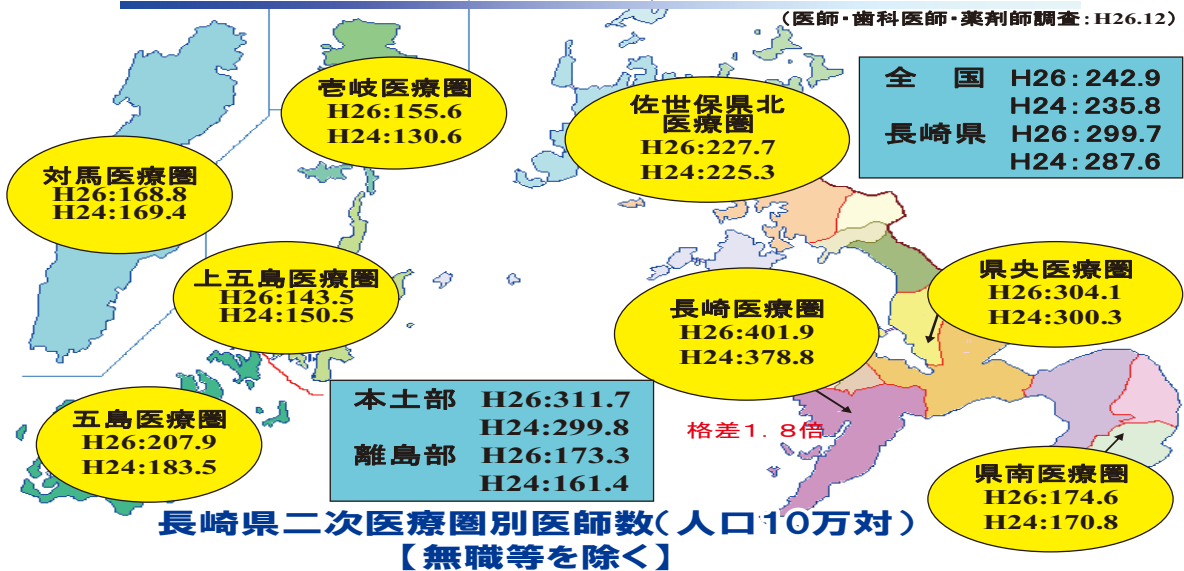 (医師・歯科医師・薬剤師調査:H26.12)
壱岐医療圏
H26:155.6
H24:130.6
佐世保県北
医療圏
H26:227.7
H24:225.3
全　国　H26:242.9
H24:235.8
長崎県　H26:299.7
H24:287.6
対馬医療圏
H26:168.8
H24:169.4
上五島医療圏
H26:143.5
H24:150.5
県央医療圏
H26:304.1
H24:300.3
長崎医療圏
H26:401.9
H24:378.8
本土部　H26:311.7
H24:299.8
離島部　H26:173.3
H24:161.4
格差1.8倍
五島医療圏
H26:207.9
H24:183.5
県南医療圏
H26:174.6
H24:170.8
長崎県二次医療圏別医師数(人口10万対)
【無職等を除く】